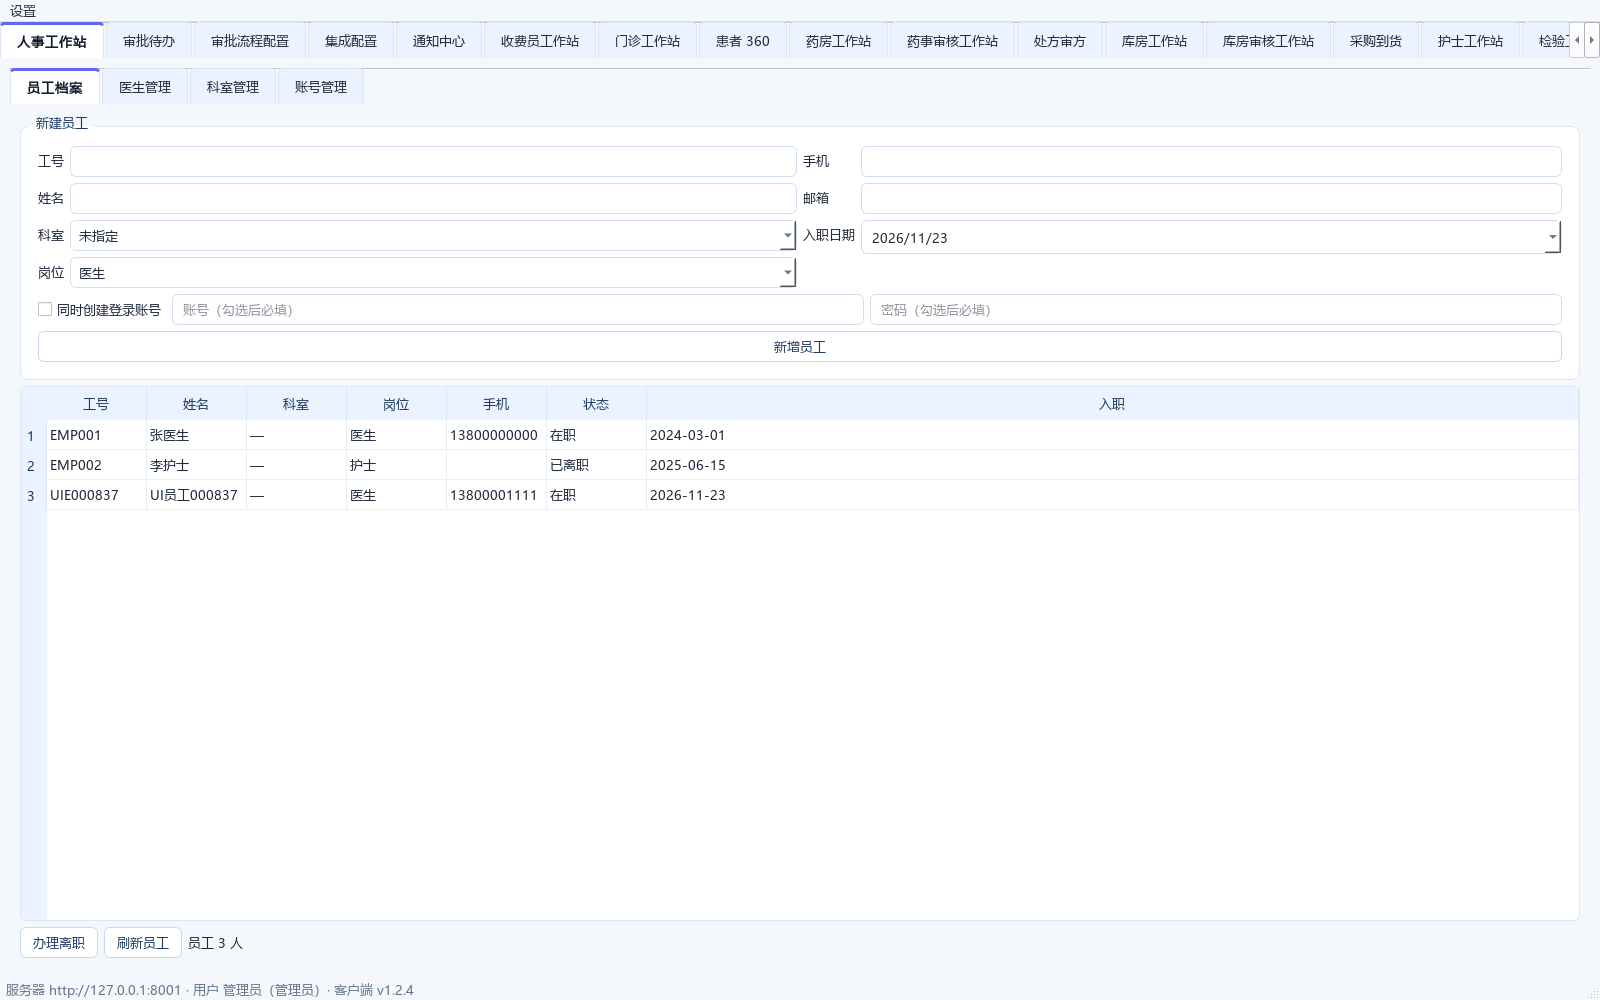 设置
人事工作站 审批待办 审批流程配置 集成配置 通知中心 收费员工作站 门诊工作站 患者 360 药房工作站 药事审核工作站 处方审方 库房工作站 库房审核工作站 采购到货 护士工作站 检验
员工档案 医生管理 科室管理 账号管理
新建员工
工号 手机
姓名 邮箱
科室 未指定 入职日期 2026/11/23
岗位 医生
同时创建登录账号 账号（勾选后必填） 密码（勾选后必填）
新增员工
工号 姓名 科室 岗位 手机 状态 入职
1 EMP001 张医生 — 医生 13800000000 在职 2024-03-01
2 EMP002 李护士 — 护士 已离职 2025-06-15
3 UIE000837 UI员工000837 — 医生 13800001111 在职 2026-11-23
办理离职 刷新员工 员工 3 人
服务器 http://127.0.0.1:8001 · 用户 管理员（管理员）· 客户端 v1.2.4